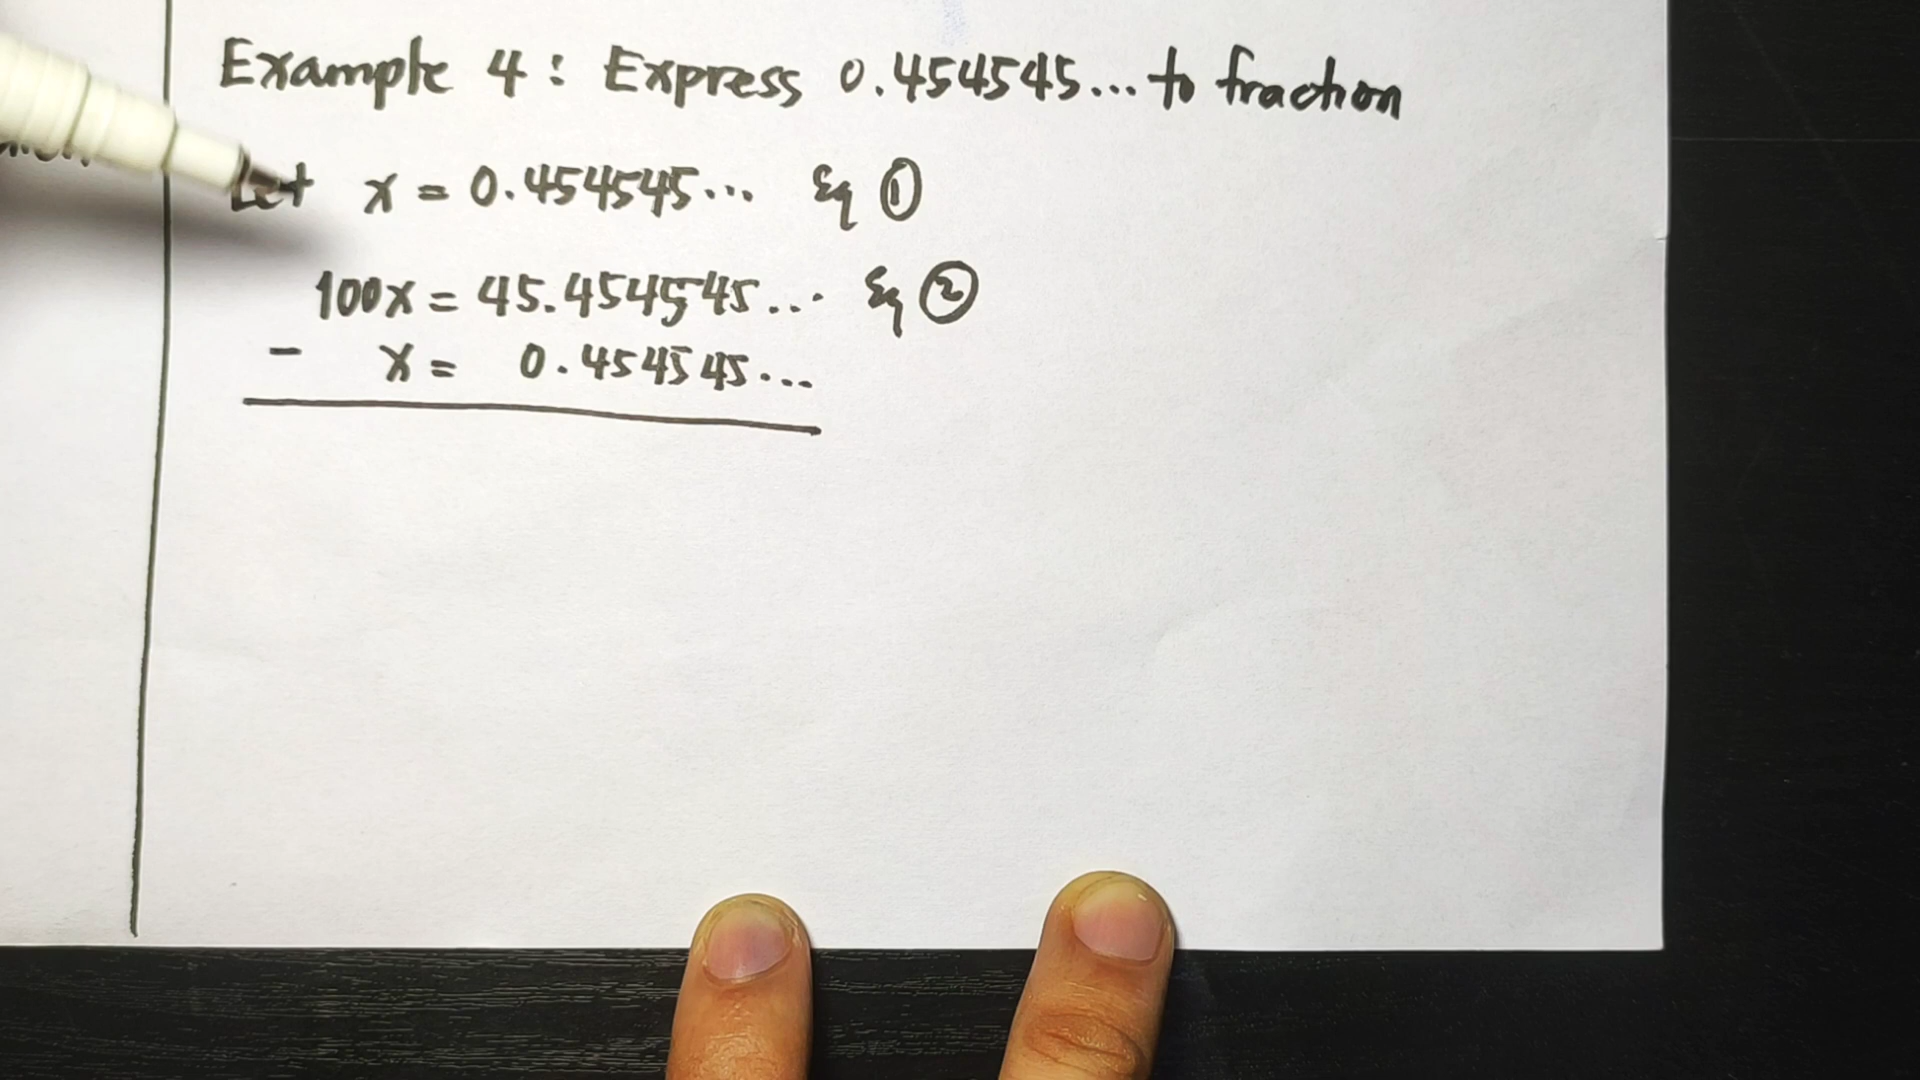 Example 4 : Express 0.454545... to fraction
Let x = 0.454545... Eq ①
100x = 45.454545... Eq ②
- x = 0.454545...